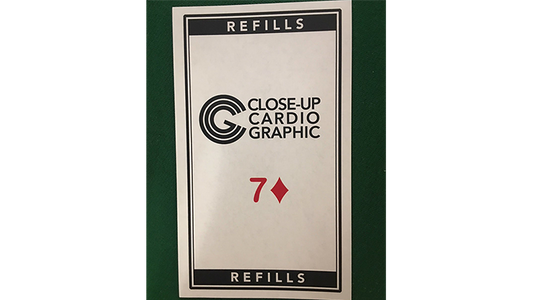 REFILLS
CLOSE-UP
CARDIO
GRAPHIC
7♦
REFILLS